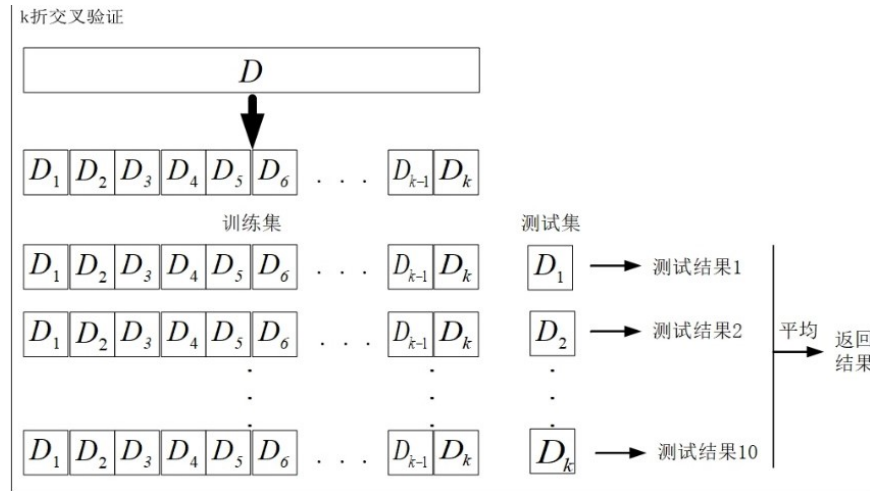 k折交叉验证
D
D₁ D₂ D₃ D₄ D₅ D₆ . . . Dₖ₋₁ Dₖ
训练集 测试集
D₁ D₂ D₃ D₄ D₅ D₆ . . . Dₖ₋₁ Dₖ D₁ 测试结果1
D₁ D₂ D₃ D₄ D₅ D₆ . . . Dₖ₋₁ Dₖ D₂ 测试结果2
平均
返回
结果
D₁ D₂ D₃ D₄ D₅ D₆ . . . Dₖ₋₁ Dₖ Dₖ 测试结果10